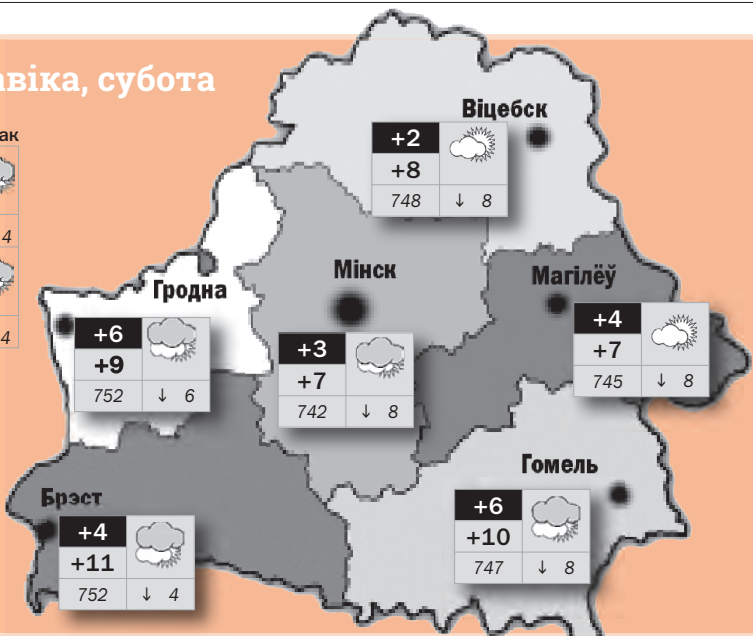 авіка, субота
ак
4
4
Віцебск
+2
+8
748 ↓ 8
Мінск
+3
+7
742 ↓ 8
Магілёў
+4
+7
745 ↓ 8
Гродна
+6
+9
752 ↓ 6
Гомель
+6
+10
747 ↓ 8
Брэст
+4
+11
752 ↓ 4